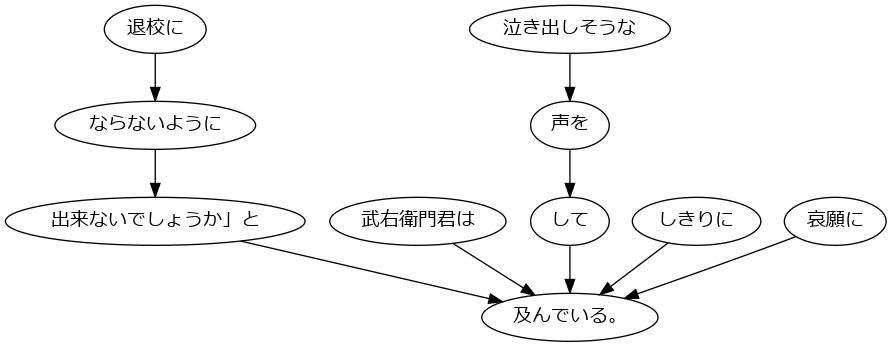 退校に
泣き出しそうな
ならないように
声を
出来ないでしょうか」と
武右衛門君は
して
しきりに
哀願に
及んでいる。